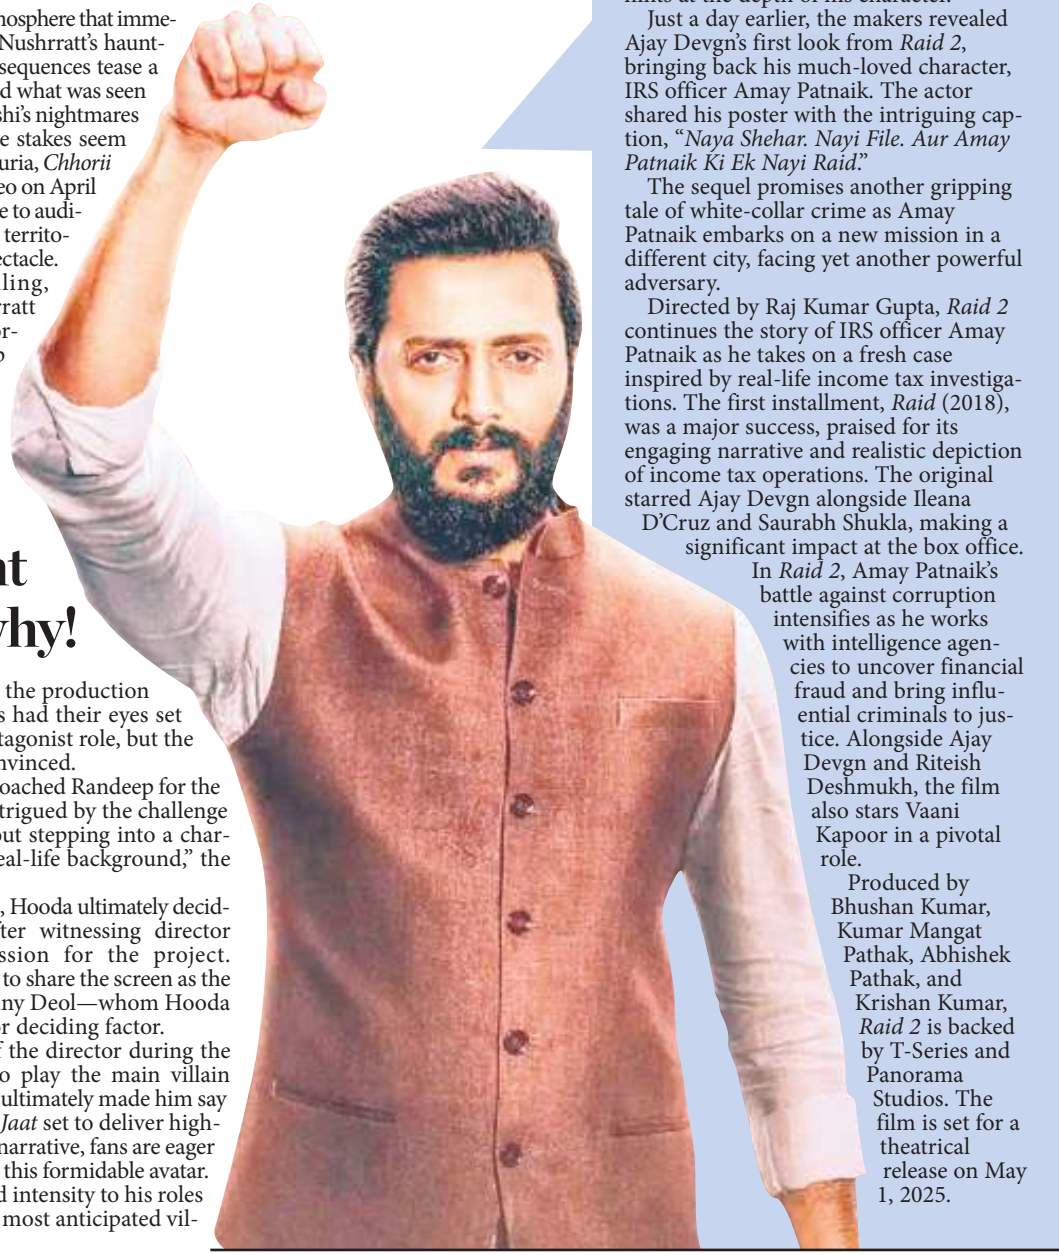 nosphere that imme-
Nushrratt's haunt-
sequences tease a
d what was seen
shi's nightmares
e stakes seem
uria, Chhorii
eo on April
e to audi-
territo-
ectacle.
ling,
rratt
or-
nt
why!
the production
s had their eyes set
tagonist role, but the
nvinced.
oached Randeep for the
trigued by the challenge
out stepping into a char-
eal-life background,” the
, Hooda ultimately decid-
fter witnessing director
ssion for the project.
to share the screen as the
nny Deol—whom Hooda
or deciding factor.
f the director during the
o play the main villain
ultimately made him say
Jaat set to deliver high-
narrative, fans are eager
this formidable avatar.
d intensity to his roles
most anticipated vil-
hints at the depth of his character.
Just a day earlier, the makers revealed
Ajay Devgn's first look from Raid 2,
bringing back his much-loved character,
IRS officer Amay Patnaik. The actor
shared his poster with the intriguing cap-
tion, “Naya Shehar. Nayi File. Aur Amay
Patnaik Ki Ek Nayi Raid.”
The sequel promises another gripping
tale of white-collar crime as Amay
Patnaik embarks on a new mission in a
different city, facing yet another powerful
adversary.
Directed by Raj Kumar Gupta, Raid 2
continues the story of IRS officer Amay
Patnaik as he takes on a fresh case
inspired by real-life income tax investiga-
tions. The first installment, Raid (2018),
was a major success, praised for its
engaging narrative and realistic depiction
of income tax operations. The original
starred Ajay Devgn alongside Ileana
D'Cruz and Saurabh Shukla, making a
significant impact at the box office.
In Raid 2, Amay Patnaik's
battle against corruption
intensifies as he works
with intelligence agen-
cies to uncover financial
fraud and bring influ-
ential criminals to jus-
tice. Alongside Ajay
Devgn and Riteish
Deshmukh, the film
also stars Vaani
Kapoor in a pivotal
role.
Produced by
Bhushan Kumar,
Kumar Mangat
Pathak, Abhishek
Pathak, and
Krishan Kumar,
Raid 2 is backed
by T-Series and
Panorama
Studios. The
film is set for a
theatrical
release on May
1, 2025.